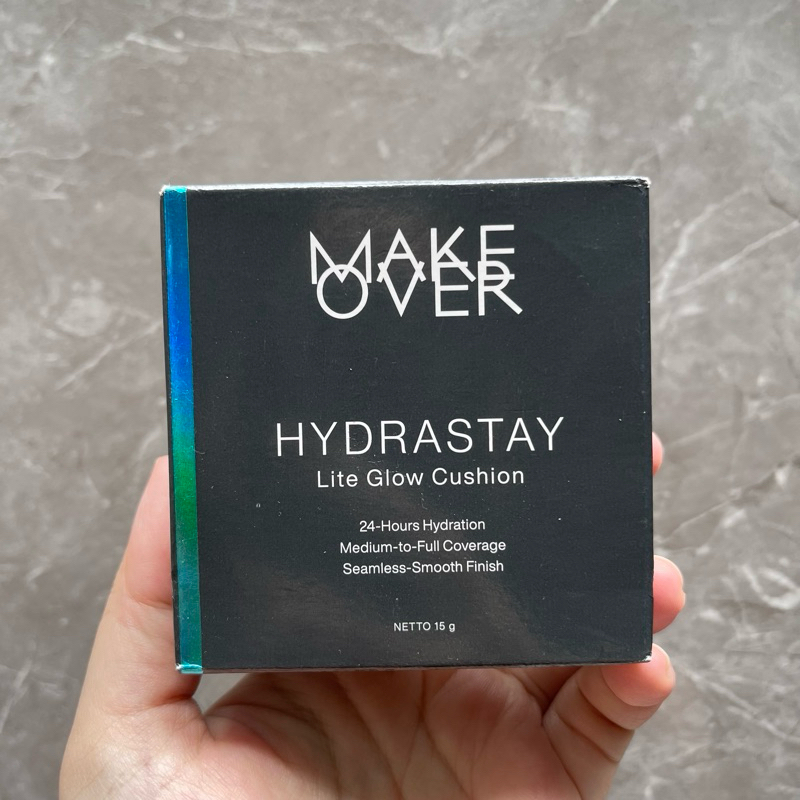 MAKE
OVER
HYDRASTAY
Lite Glow Cushion
24-Hours Hydration
Medium-to-Full Coverage
Seamless-Smooth Finish
NETTO 15 g